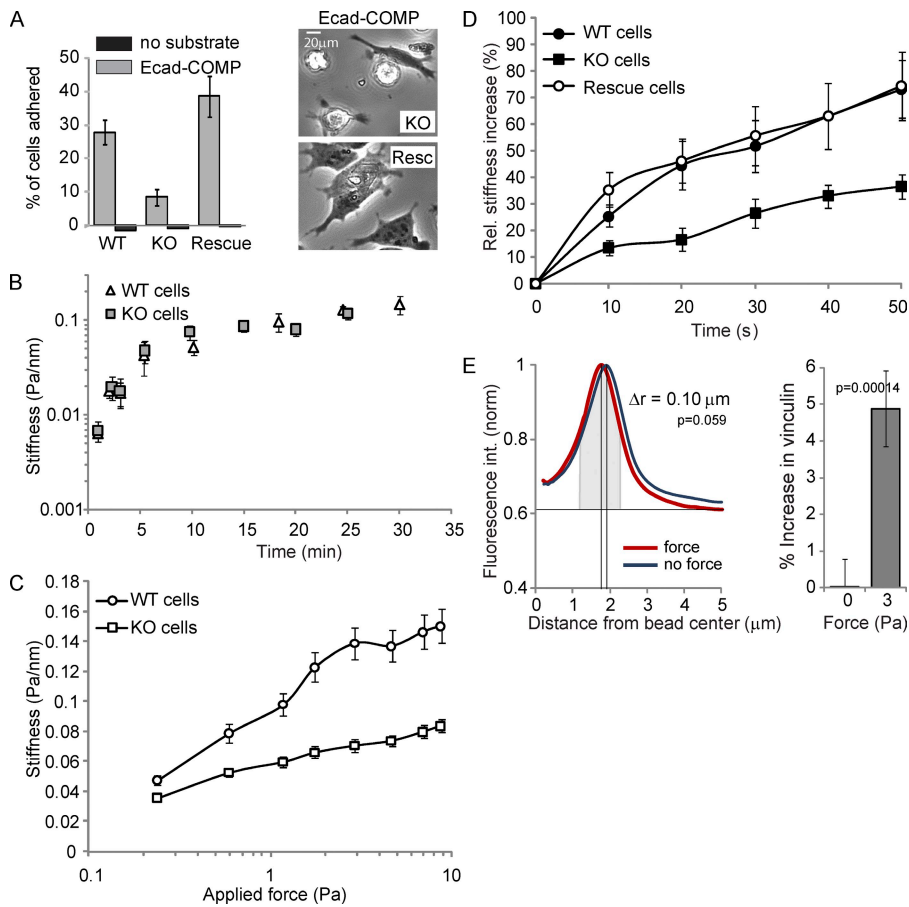 A
no substrate
Ecad-COMP
% of cells adhered
50
40
30
20
10
0
WT KO Rescue
Ecad-COMP
20μm
KO
Resc
B
WT cells
KO cells
Stiffness (Pa/nm)
0.1
0.01
0.001
0 5 10 15 20 25 30 35
Time (min)
C
WT cells
KO cells
Stiffness (Pa/nm)
0.18
0.16
0.14
0.12
0.1
0.08
0.06
0.04
0.02
0
0.1 1 10
Applied force (Pa)
D
WT cells
KO cells
Rescue cells
Rel. stiffness increase (%)
100
90
80
70
60
50
40
30
20
10
0
0 10 20 30 40 50
Time (s)
E
Fluorescence int. (norm)
1
0.8
0.6
0.4
Δr = 0.10 μm
p=0.059
force
no force
0 1 2 3 4 5
Distance from bead center (μm)
% Increase in vinculin
6
5
4
3
2
1
0
p=0.00014
0 3
Force (Pa)